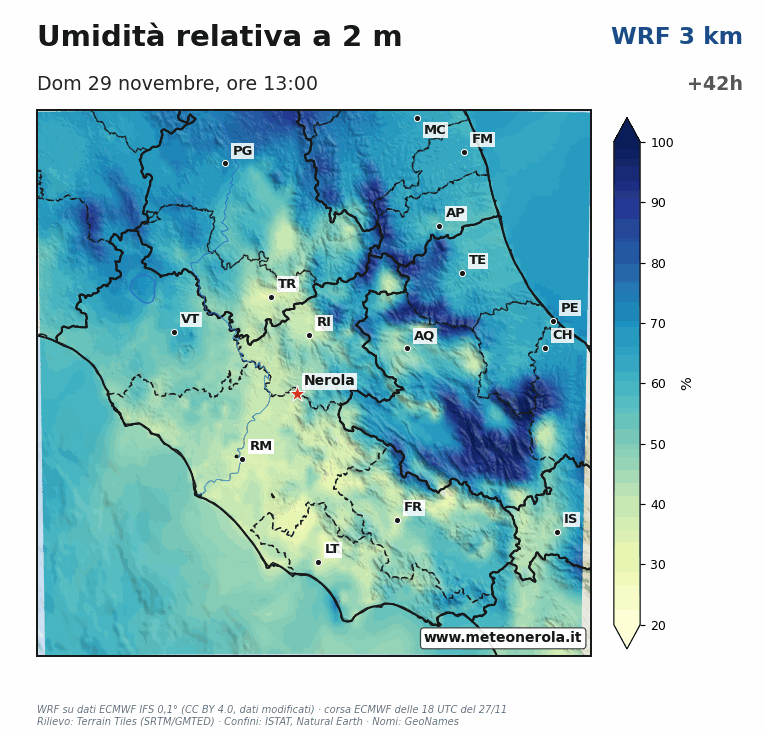 Umidità relativa a 2 m
WRF 3 km
Dom 29 novembre, ore 13:00
+42h
MC
FM
PG
AP
TE
TR
PE
VT
RI
AQ
CH
Nerola
RM
FR
IS
LT
www.meteonerola.it
100
90
80
70
60
50
40
30
20
%
WRF su dati ECMWF IFS 0,1° (CC BY 4.0, dati modificati) · corsa ECMWF delle 18 UTC del 27/11
Rilievo: Terrain Tiles (SRTM/GMTED) · Confini: ISTAT, Natural Earth · Nomi: GeoNames